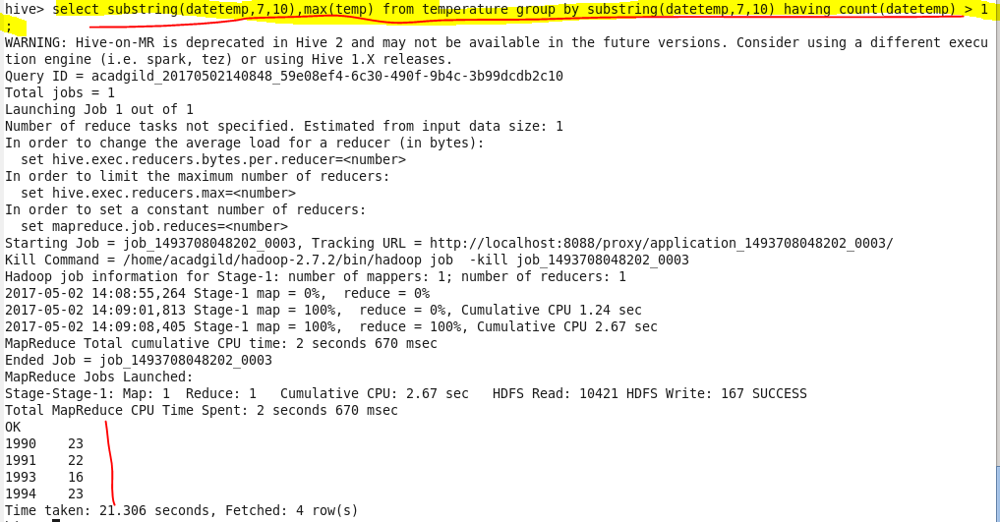 hive> select substring(datetemp,7,10),max(temp) from temperature group by substring(datetemp,7,10) having count(datetemp) > 1
;
WARNING: Hive-on-MR is deprecated in Hive 2 and may not be available in the future versions. Consider using a different execu
tion engine (i.e. spark, tez) or using Hive 1.X releases.
Query ID = acadgild_20170502140848_59e08ef4-6c30-490f-9b4c-3b99dcdb2c10
Total jobs = 1
Launching Job 1 out of 1
Number of reduce tasks not specified. Estimated from input data size: 1
In order to change the average load for a reducer (in bytes):
  set hive.exec.reducers.bytes.per.reducer=<number>
In order to limit the maximum number of reducers:
  set hive.exec.reducers.max=<number>
In order to set a constant number of reducers:
  set mapreduce.job.reduces=<number>
Starting Job = job_1493708048202_0003, Tracking URL = http://localhost:8088/proxy/application_1493708048202_0003/
Kill Command = /home/acadgild/hadoop-2.7.2/bin/hadoop job  -kill job_1493708048202_0003
Hadoop job information for Stage-1: number of mappers: 1; number of reducers: 1
2017-05-02 14:08:55,264 Stage-1 map = 0%,  reduce = 0%
2017-05-02 14:09:01,813 Stage-1 map = 100%,  reduce = 0%, Cumulative CPU 1.24 sec
2017-05-02 14:09:08,405 Stage-1 map = 100%,  reduce = 100%, Cumulative CPU 2.67 sec
MapReduce Total cumulative CPU time: 2 seconds 670 msec
Ended Job = job_1493708048202_0003
MapReduce Jobs Launched:
Stage-Stage-1: Map: 1  Reduce: 1   Cumulative CPU: 2.67 sec   HDFS Read: 10421 HDFS Write: 167 SUCCESS
Total MapReduce CPU Time Spent: 2 seconds 670 msec
OK
1990    23
1991    22
1993    16
1994    23
Time taken: 21.306 seconds, Fetched: 4 row(s)